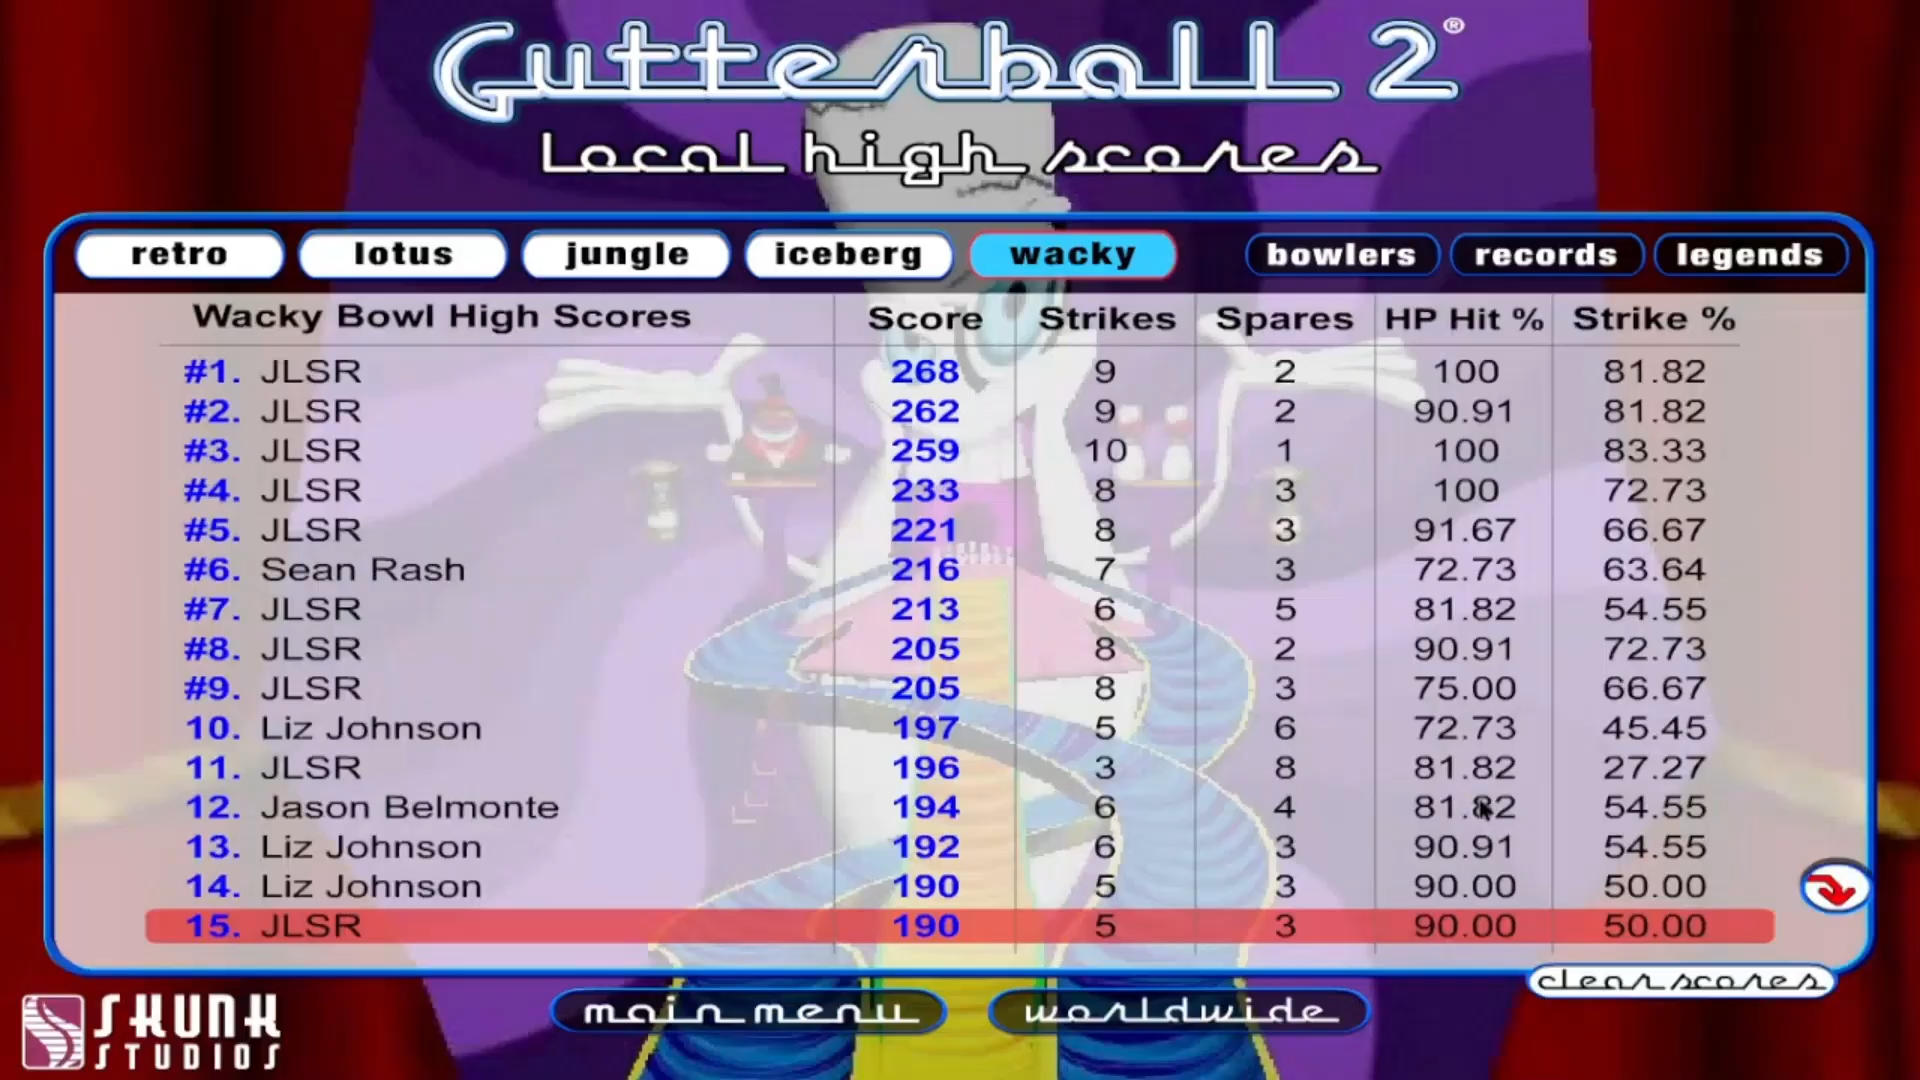 Gutterball 2®
Local high scores
retro lotus jungle iceberg wacky bowlers records legends
Wacky Bowl High Scores Score Strikes Spares HP Hit % Strike %
#1. JLSR 268 9 2 100 81.82
#2. JLSR 262 9 2 90.91 81.82
#3. JLSR 259 10 1 100 83.33
#4. JLSR 233 8 3 100 72.73
#5. JLSR 221 8 3 91.67 66.67
#6. Sean Rash 216 7 3 72.73 63.64
#7. JLSR 213 6 5 81.82 54.55
#8. JLSR 205 8 2 90.91 72.73
#9. JLSR 205 8 3 75.00 66.67
10. Liz Johnson 197 5 6 72.73 45.45
11. JLSR 196 3 8 81.82 27.27
12. Jason Belmonte 194 6 4 81.82 54.55
13. Liz Johnson 192 6 3 90.91 54.55
14. Liz Johnson 190 5 3 90.00 50.00
15. JLSR 190 5 3 90.00 50.00
clear scores
main menu worldwide
SKUNK
STUDIOS